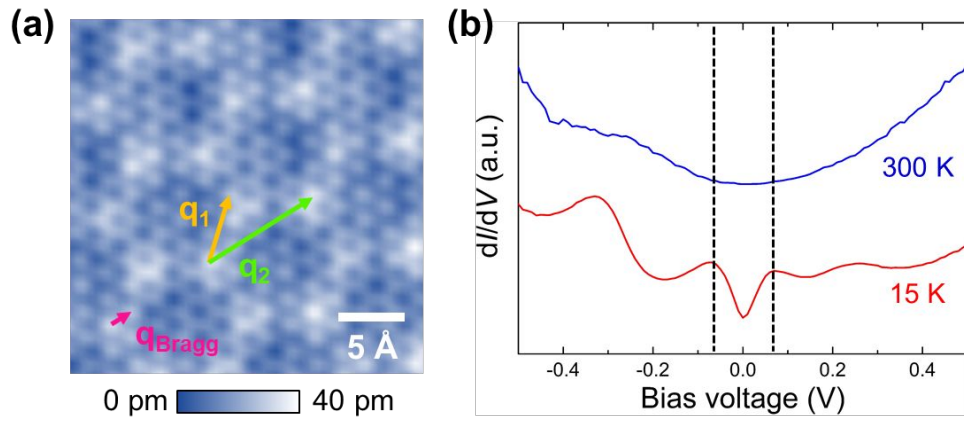 (a)
q1
q2
qBragg
5 Å
0 pm 40 pm
(b)
dI/dV (a.u.)
300 K
15 K
-0.4 -0.2 0.0 0.2 0.4
Bias voltage (V)